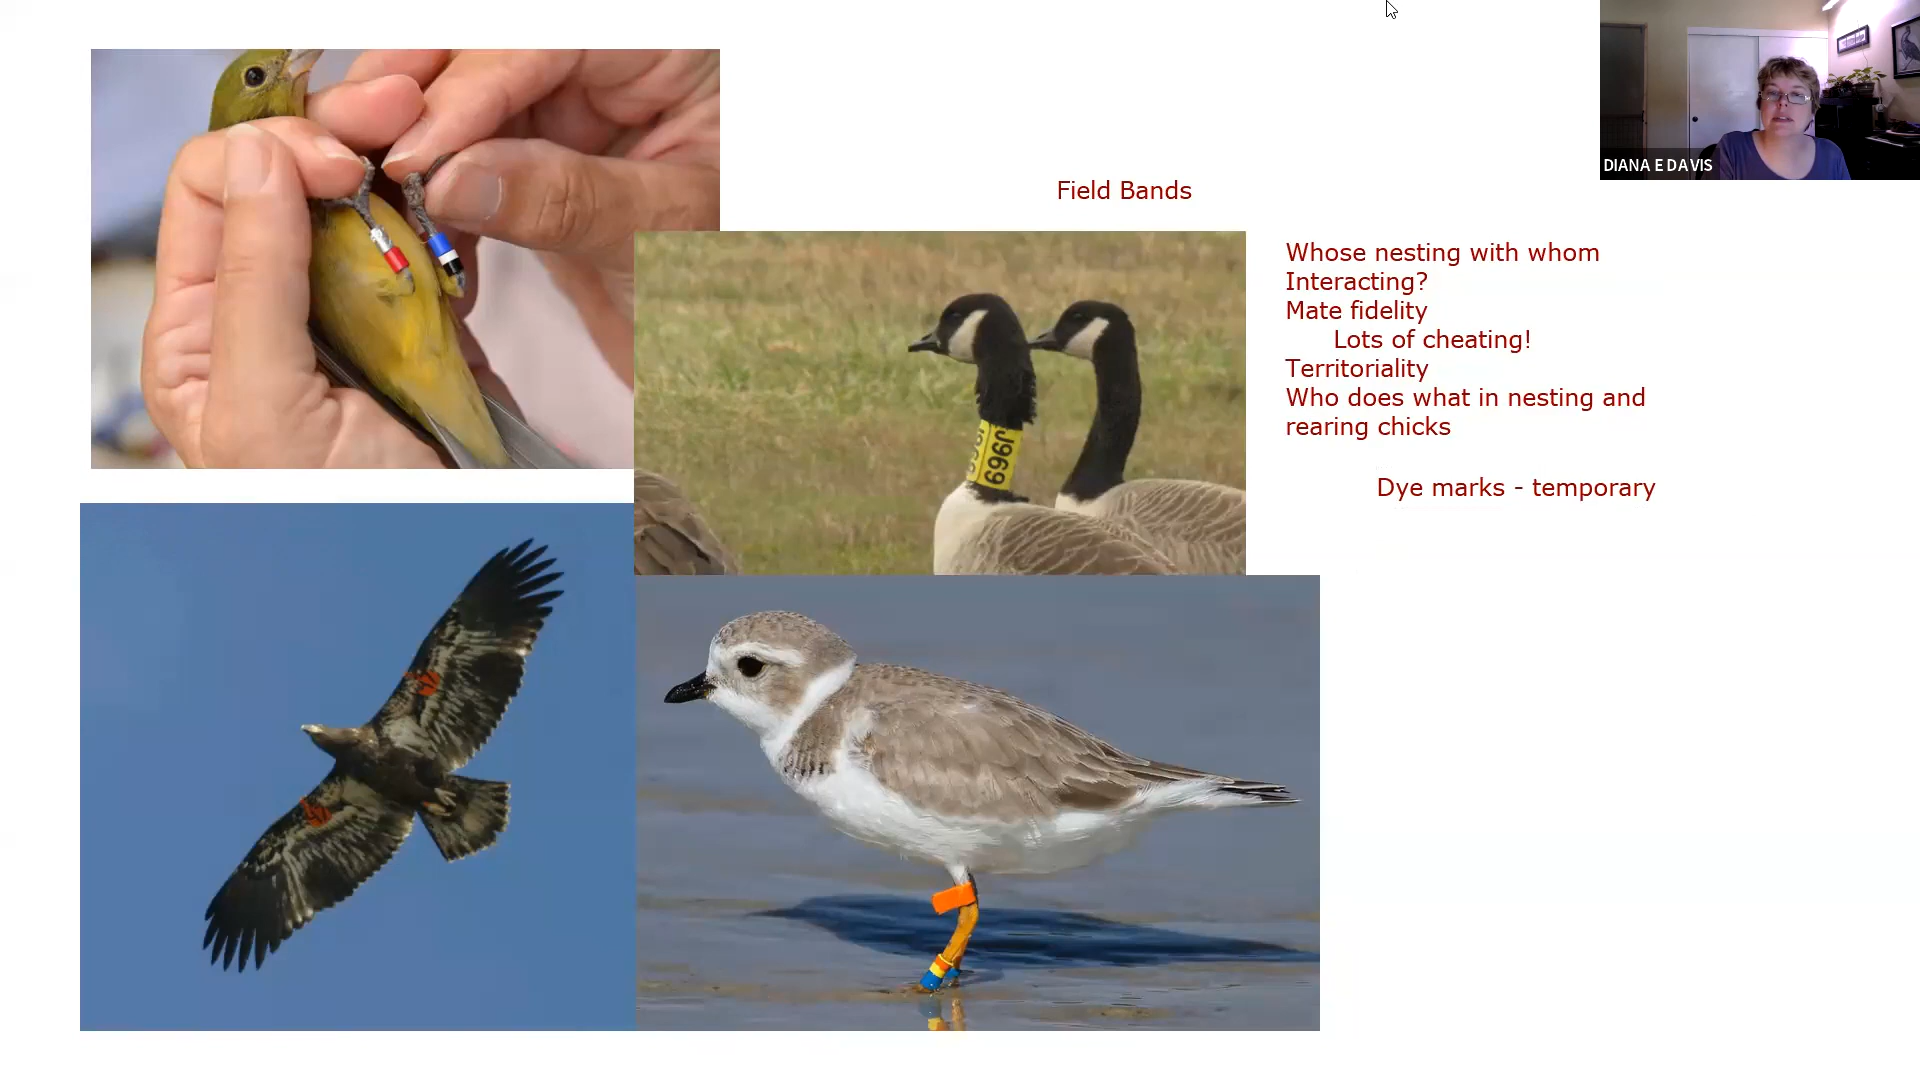 DIANA E DAVIS
Field Bands
Whose nesting with whom
Interacting?
Mate fidelity
Lots of cheating!
Territoriality
Who does what in nesting and
rearing chicks
Dye marks - temporary
J969